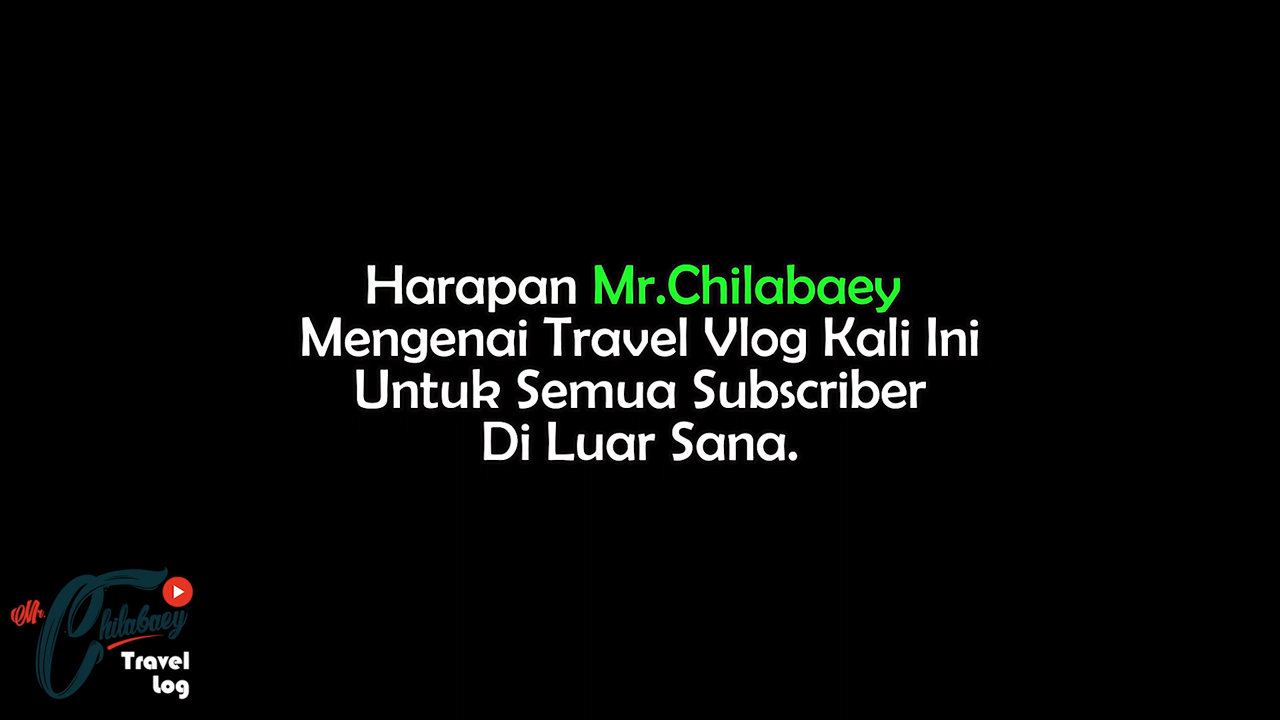 Harapan Mr.Chilabaey
Mengenai Travel Vlog Kali Ini
Untuk Semua Subscriber
Di Luar Sana.
Mr.
Chilabaey
Travel
Log